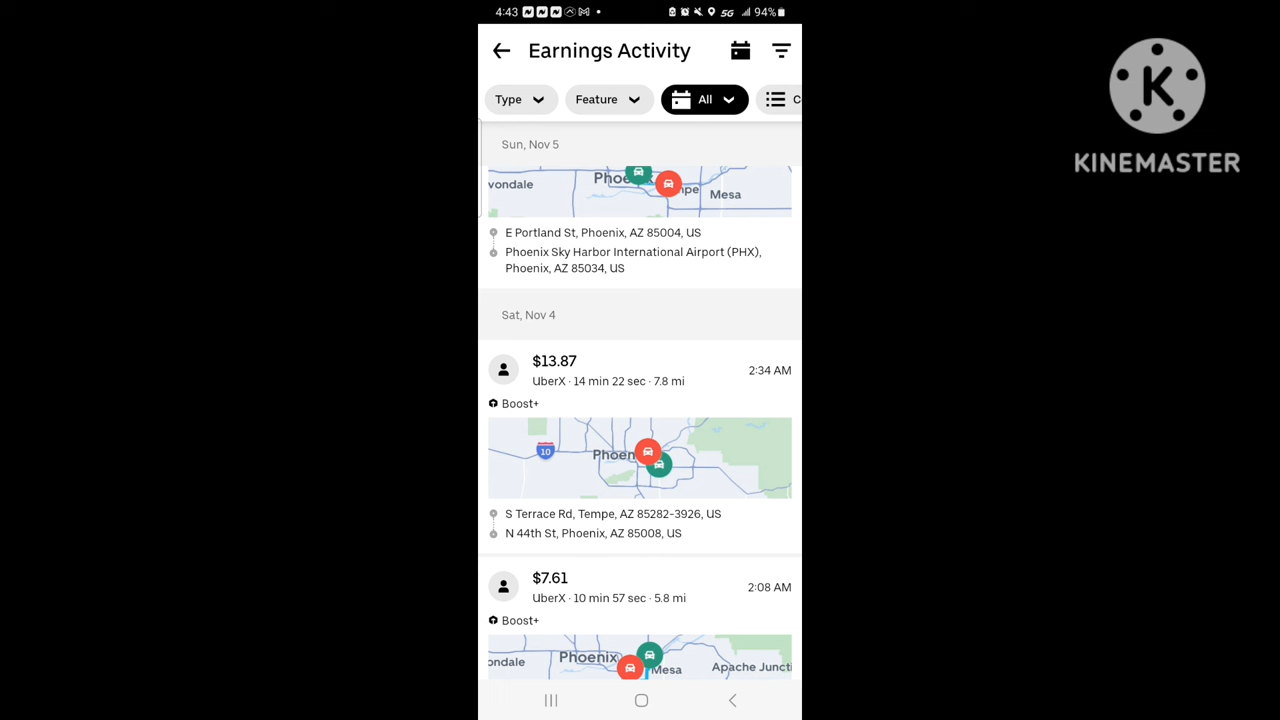 4:43
5G
94%
Earnings Activity
Type
Feature
All
C
K
KINEMASTER
Sun, Nov 5
vondale
Phoe
mpe
Mesa
E Portland St, Phoenix, AZ 85004, US
Phoenix Sky Harbor International Airport (PHX),
Phoenix, AZ 85034, US
Sat, Nov 4
$13.87
2:34 AM
UberX · 14 min 22 sec · 7.8 mi
Boost+
10
Phoen
S Terrace Rd, Tempe, AZ 85282-3926, US
N 44th St, Phoenix, AZ 85008, US
$7.61
2:08 AM
UberX · 10 min 57 sec · 5.8 mi
Boost+
ondale
Phoenix
Mesa
Apache Juncti